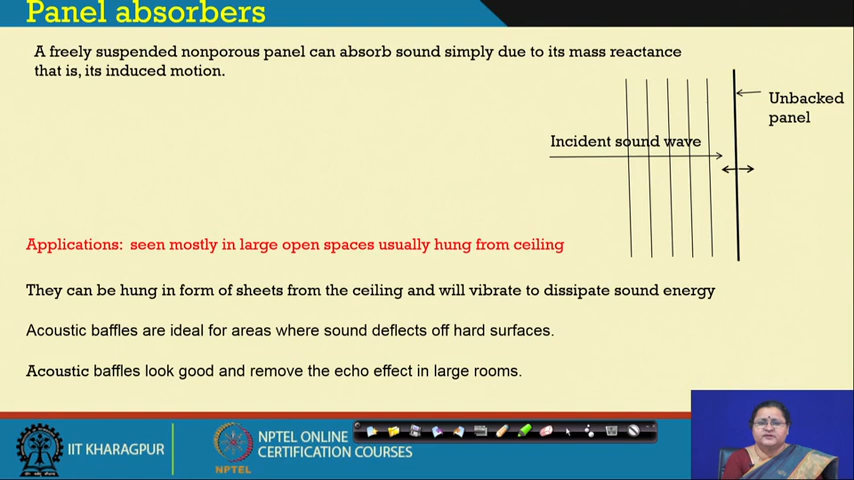 Panel absorbers
A freely suspended nonporous panel can absorb sound simply due to its mass reactance
that is, its induced motion.
Unbacked
panel
Incident sound wave
Applications: seen mostly in large open spaces usually hung from ceiling
They can be hung in form of sheets from the ceiling and will vibrate to dissipate sound energy
Acoustic baffles are ideal for areas where sound deflects off hard surfaces.
Acoustic baffles look good and remove the echo effect in large rooms.
IIT KHARAGPUR
NPTEL
NPTEL ONLINE
CERTIFICATION COURSES